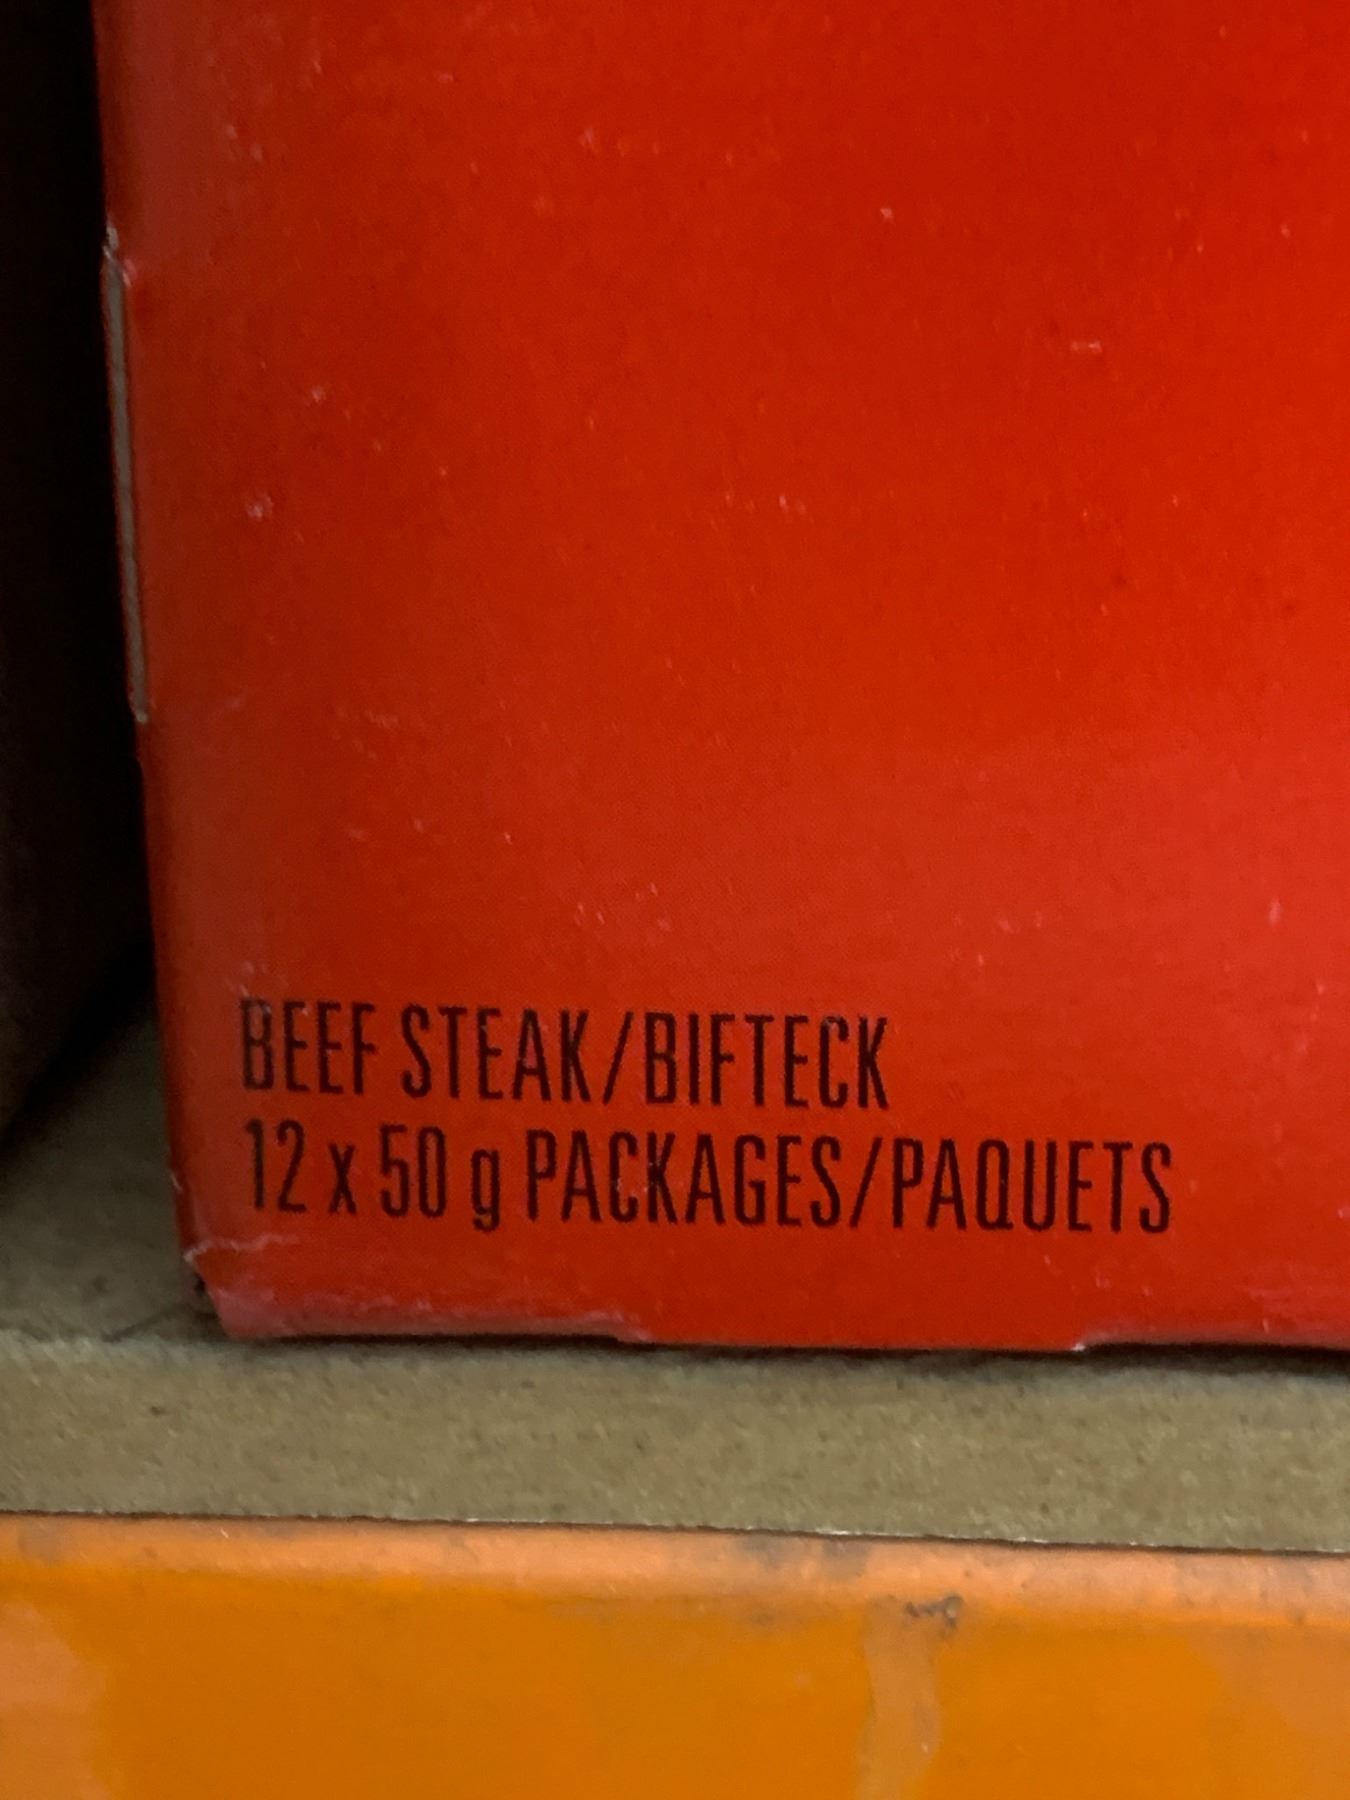 BEEF STEAK/BIFTECK
12 x 50 g PACKAGES/PAQUETS